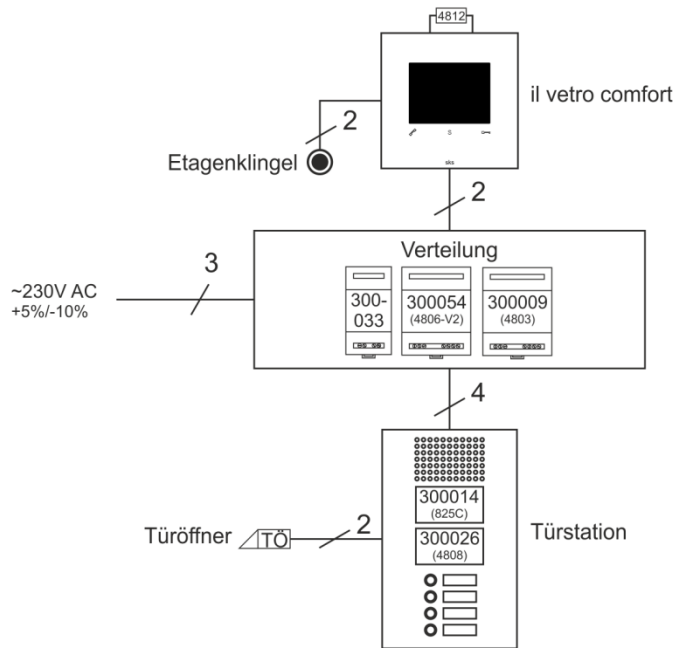 4812
il vetro comfort
S
sks
2
Etagenklingel
2
Verteilung
3
~230V AC
+5%/-10%
300-
033
300054
(4806-V2)
300009
(4803)
4
300014
(825C)
300026
(4808)
Türöffner
TÖ
2
Türstation